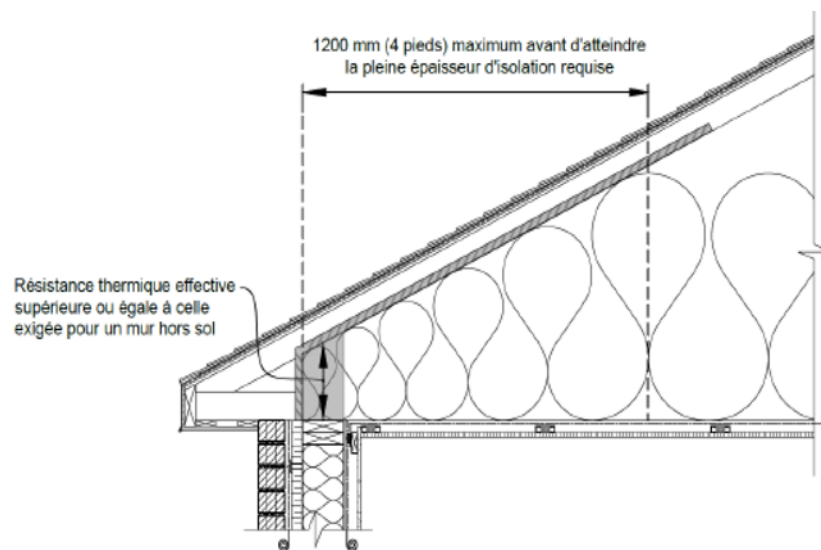 1200 mm (4 pieds) maximum avant d'atteindre
la pleine épaisseur d'isolation requise
Résistance thermique effective
supérieure ou égale à celle
exigée pour un mur hors sol